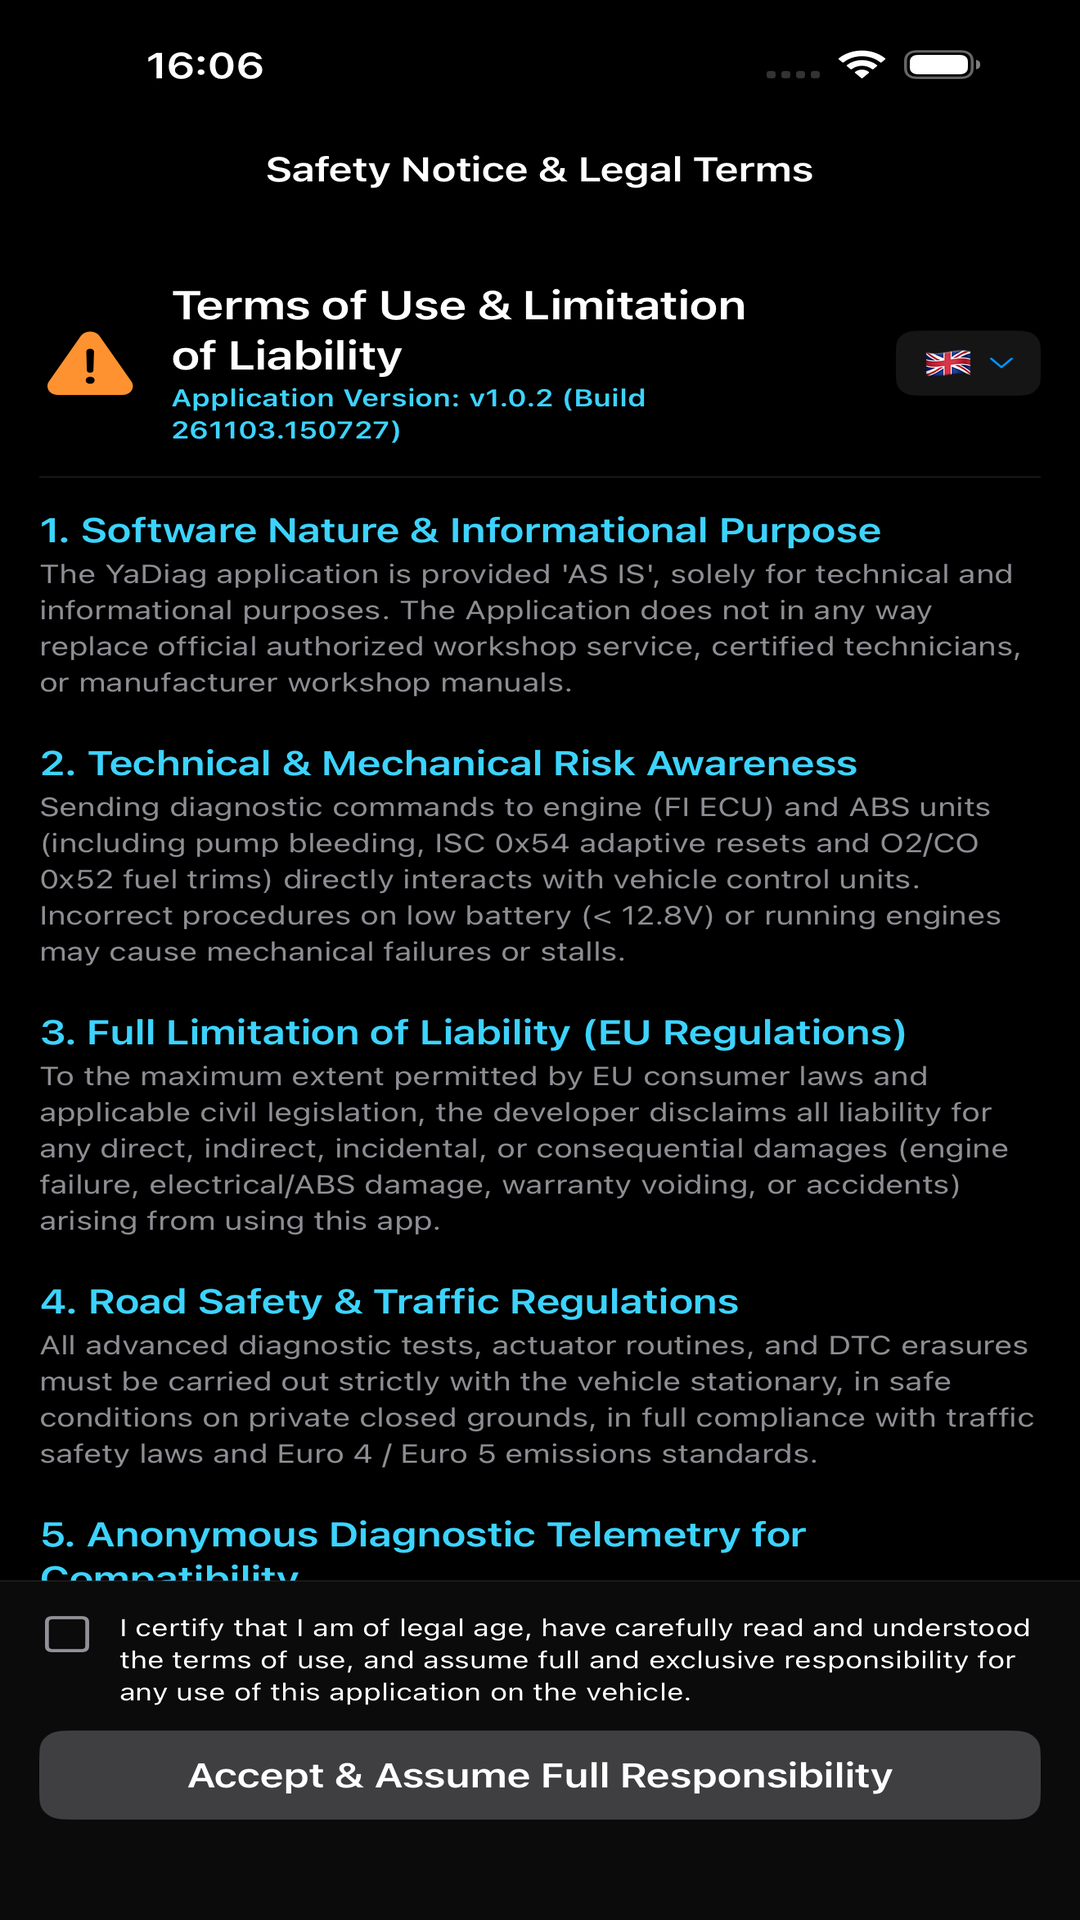 16:06
Safety Notice & Legal Terms
Terms of Use & Limitation
of Liability
Application Version: v1.0.2 (Build
261103.150727)
1. Software Nature & Informational Purpose
The YaDiag application is provided 'AS IS', solely for technical and
informational purposes. The Application does not in any way
replace official authorized workshop service, certified technicians,
or manufacturer workshop manuals.
2. Technical & Mechanical Risk Awareness
Sending diagnostic commands to engine (FI ECU) and ABS units
(including pump bleeding, ISC 0x54 adaptive resets and O2/CO
0x52 fuel trims) directly interacts with vehicle control units.
Incorrect procedures on low battery (< 12.8V) or running engines
may cause mechanical failures or stalls.
3. Full Limitation of Liability (EU Regulations)
To the maximum extent permitted by EU consumer laws and
applicable civil legislation, the developer disclaims all liability for
any direct, indirect, incidental, or consequential damages (engine
failure, electrical/ABS damage, warranty voiding, or accidents)
arising from using this app.
4. Road Safety & Traffic Regulations
All advanced diagnostic tests, actuator routines, and DTC erasures
must be carried out strictly with the vehicle stationary, in safe
conditions on private closed grounds, in full compliance with traffic
safety laws and Euro 4 / Euro 5 emissions standards.
5. Anonymous Diagnostic Telemetry for
Compatibility
I certify that I am of legal age, have carefully read and understood
the terms of use, and assume full and exclusive responsibility for
any use of this application on the vehicle.
Accept & Assume Full Responsibility